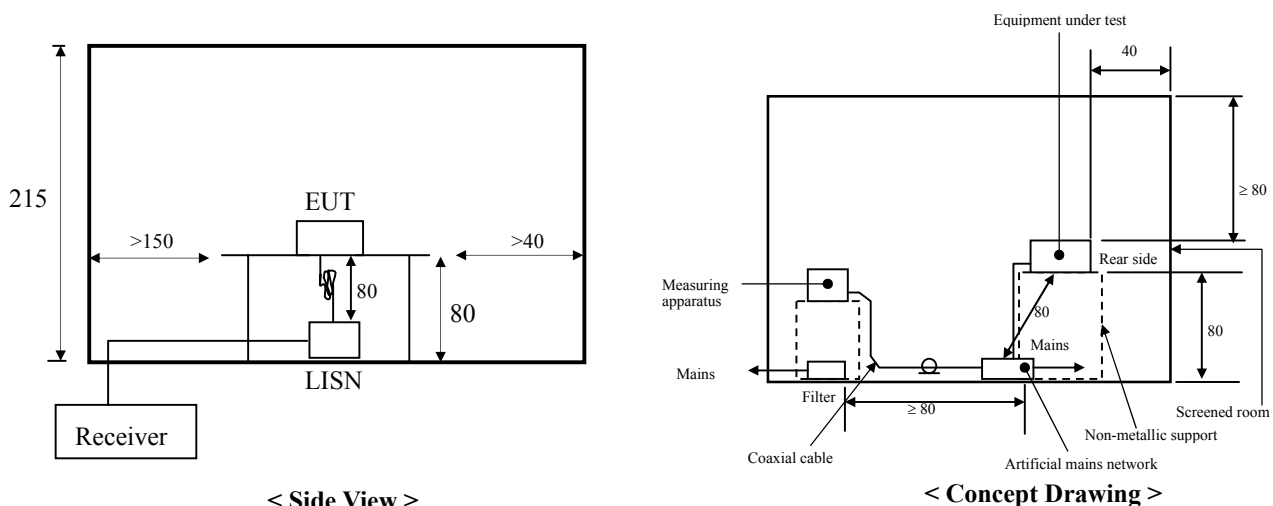 215
EUT
>150
>40
80
80
LISN
Receiver
< Side View >
Equipment under test
40
≥ 80
Rear side
Measuring
apparatus
80
80
Mains
Mains
Filter
≥ 80
Screened room
Non-metallic support
Coaxial cable
Artificial mains network
< Concept Drawing >